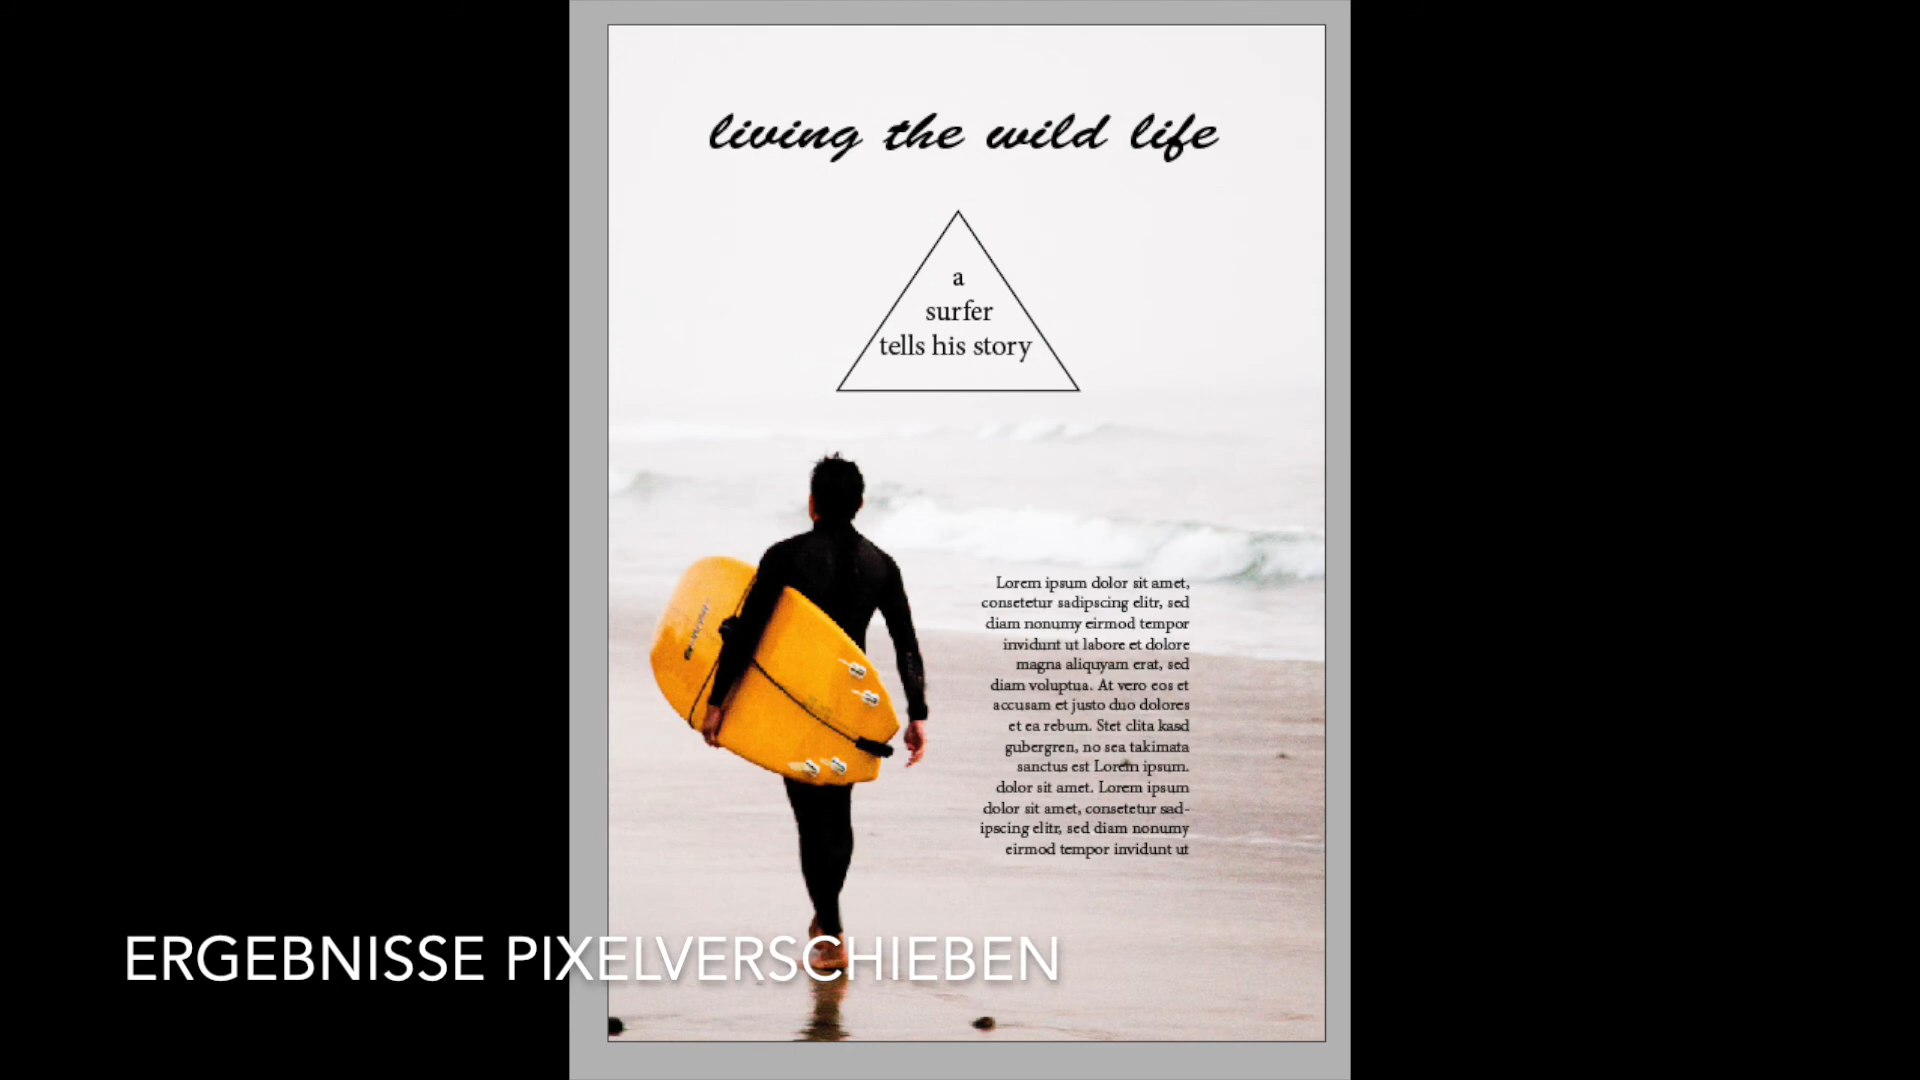 living the wild life
a
surfer
tells his story
Lorem ipsum dolor sit amet,
consetetur sadipscing elitr, sed
diam nonumy eirmod tempor
invidunt ut labore et dolore
magna aliquyam erat, sed
diam voluptua. At vero eos et
accusam et justo duo dolores
et ea rebum. Stet clita kasd
gubergren, no sea takimata
sanctus est Lorem ipsum.
dolor sit amet. Lorem ipsum
dolor sit amet, consetetur sad-
ipscing elitr, sed diam nonumy
eirmod tempor invidunt ut
ERGEBNISSE PIXELVERSCHIEBEN